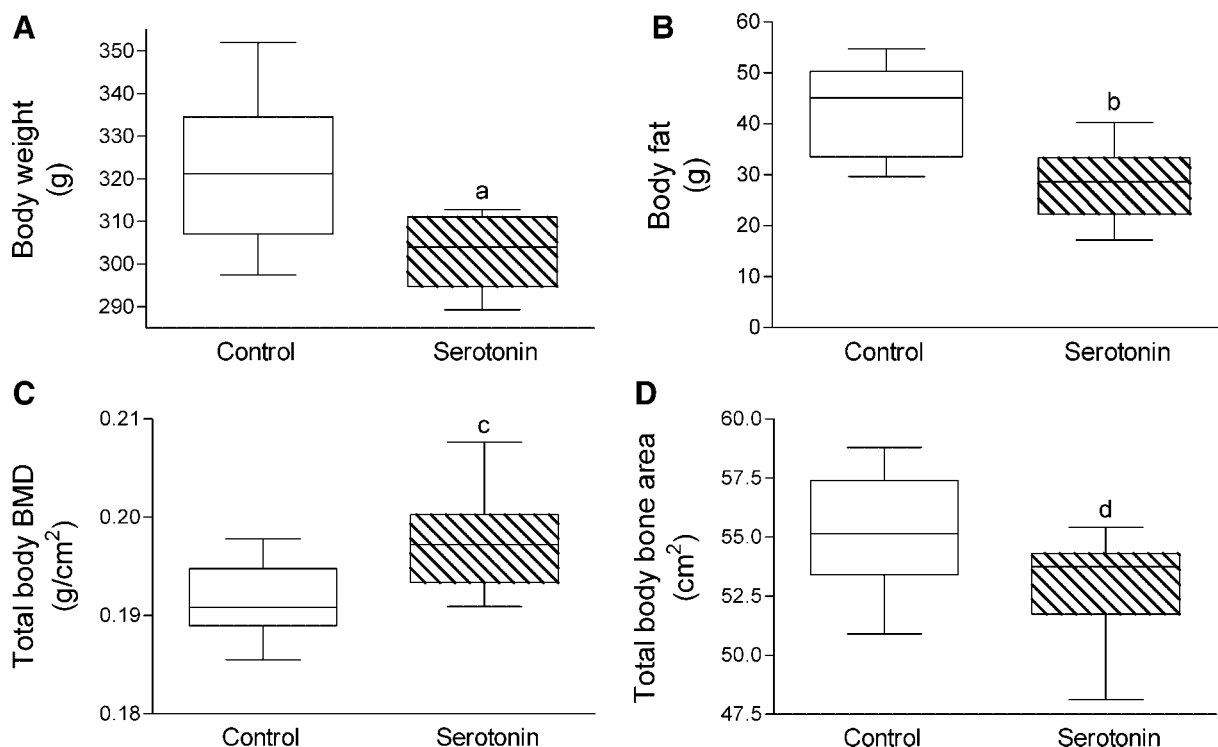 A
Body weight
(g)
350
340
330
320
310
300
290
a
Control
Serotonin
B
Body fat
(g)
60
50
40
30
20
10
0
b
Control
Serotonin
C
Total body BMD
(g/cm²)
0.21
0.20
0.19
0.18
c
Control
Serotonin
D
Total body bone area
(cm²)
60.0
57.5
55.0
52.5
50.0
47.5
d
Control
Serotonin